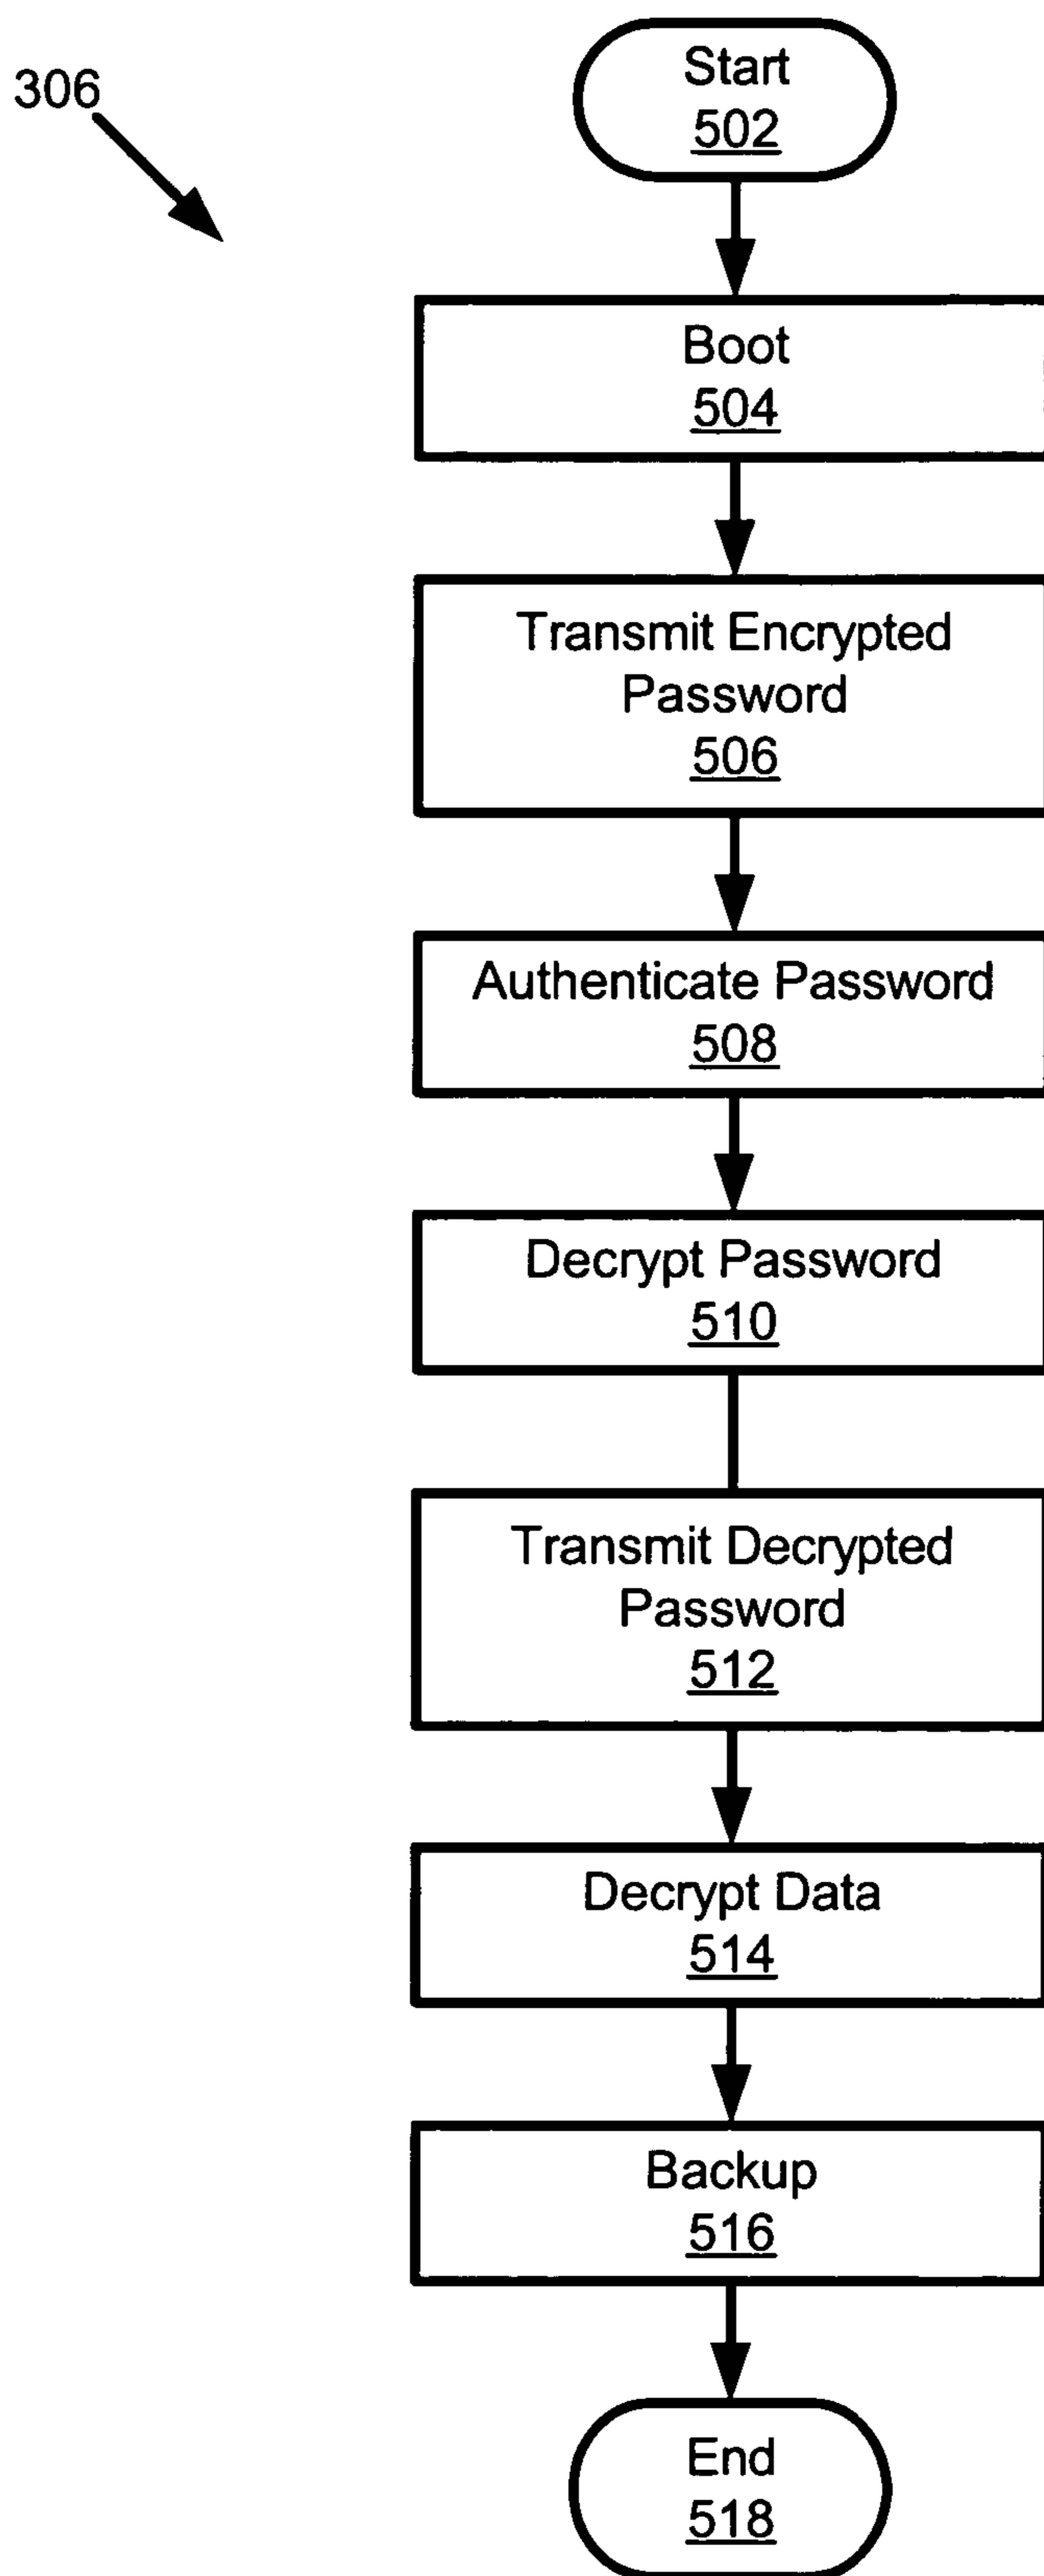 306
Start
502
Boot
504
Transmit Encrypted
Password
506
Authenticate Password
508
Decrypt Password
510
Transmit Decrypted
Password
512
Decrypt Data
514
Backup
516
End
518